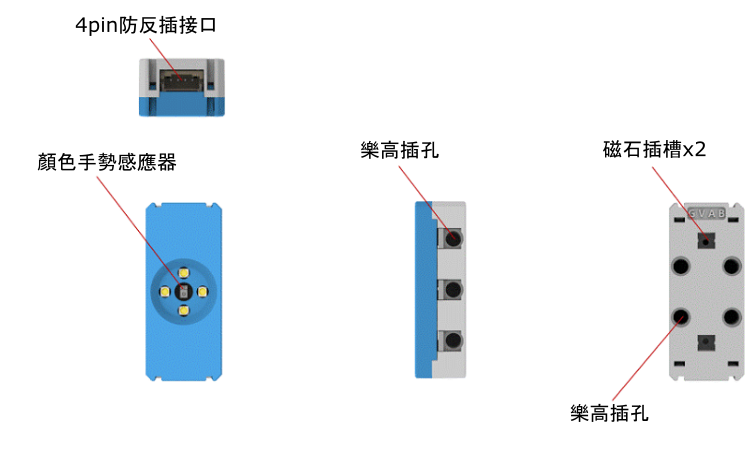 4pin防反插接口
顏色手勢感應器
樂高插孔
磁石插槽x2
GVAB
樂高插孔